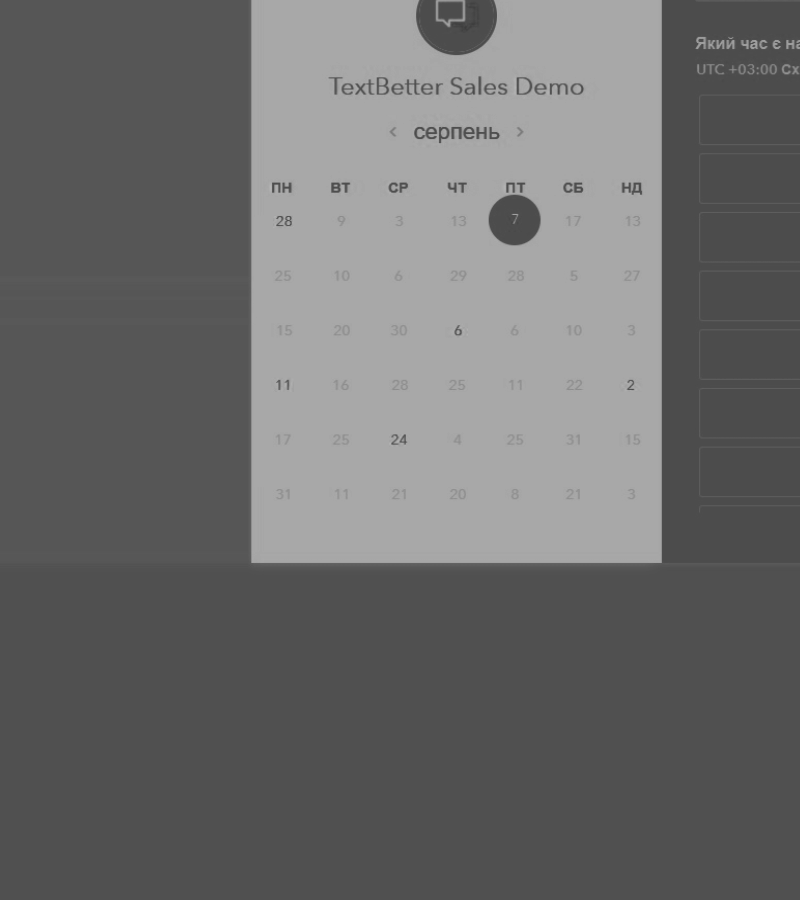 TextBetter Sales Demo
< серпень >
ПН ВТ СР ЧТ ПТ СБ НД
28 9 3 13 7 17 13
25 10 6 29 28 5 27
15 20 30 6 6 10 3
11 16 28 25 11 22 2
17 25 24 4 25 31 15
31 11 21 20 8 21 3
Який час є на
UTC +03:00 Сх